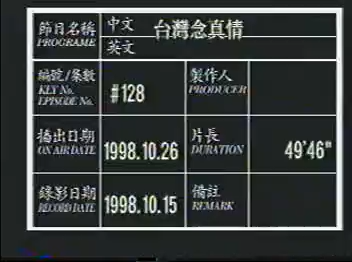 節目名稱 中文 台灣念真情
PROGRAME 英文
編號/集數 #128 製作人
KEY No. PRODUCER
EPISODE No.
播出日期 1998.10.26 片長 49'46"
ON AIR DATE DURATION
錄影日期 1998.10.15 備註
RECORD DATE REMARK